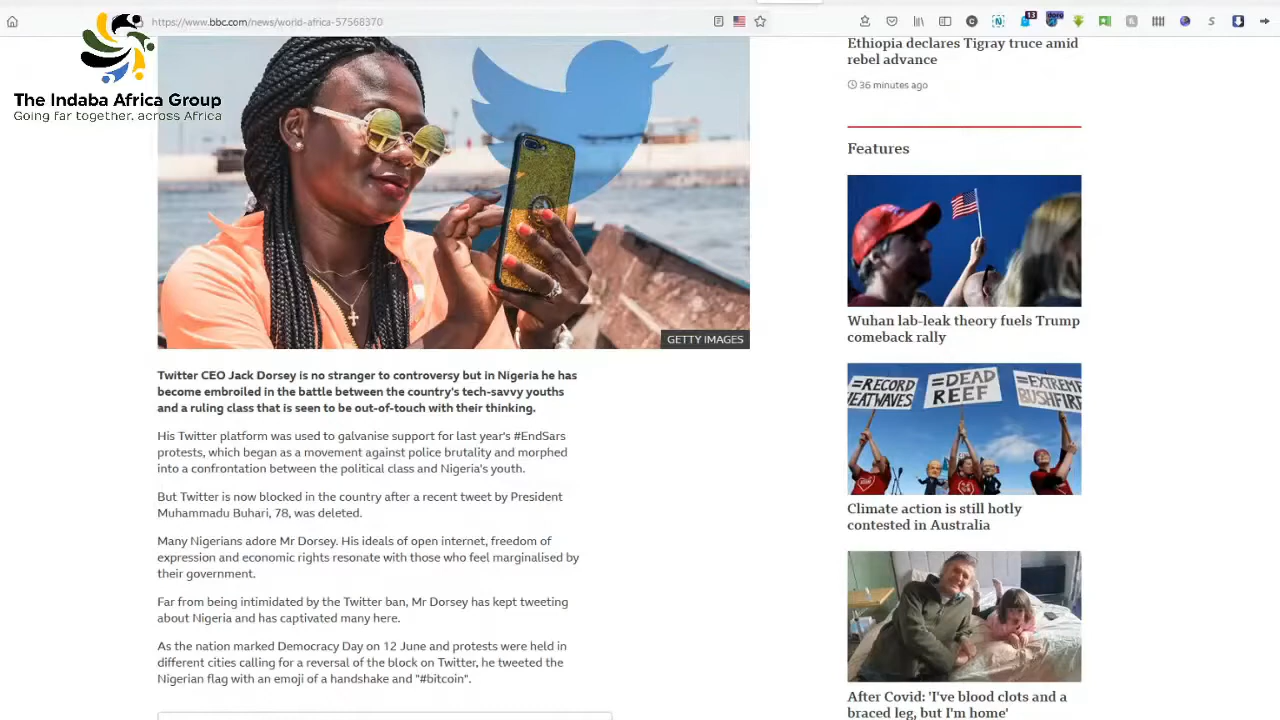 https://www.bbc.com/news/world-africa-57568370
13
The Indaba Africa Group
Going far together. across Africa
GETTY IMAGES
Twitter CEO Jack Dorsey is no stranger to controversy but in Nigeria he has
become embroiled in the battle between the country's tech-savvy youths
and a ruling class that is seen to be out-of-touch with their thinking.
His Twitter platform was used to galvanise support for last year's #EndSars
protests, which began as a movement against police brutality and morphed
into a confrontation between the political class and Nigeria's youth.
But Twitter is now blocked in the country after a recent tweet by President
Muhammadu Buhari, 78, was deleted.
Many Nigerians adore Mr Dorsey. His ideals of open internet, freedom of
expression and economic rights resonate with those who feel marginalised by
their government.
Far from being intimidated by the Twitter ban, Mr Dorsey has kept tweeting
about Nigeria and has captivated many here.
As the nation marked Democracy Day on 12 June and protests were held in
different cities calling for a reversal of the block on Twitter, he tweeted the
Nigerian flag with an emoji of a handshake and "#bitcoin".
Ethiopia declares Tigray truce amid
rebel advance
36 minutes ago
Features
Wuhan lab-leak theory fuels Trump
comeback rally
=RECORD
HEATWAVES
=DEAD
REEF
=EXTREME
BUSHFIRE
Climate action is still hotly
contested in Australia
After Covid: 'I've blood clots and a
braced leg, but I'm home'